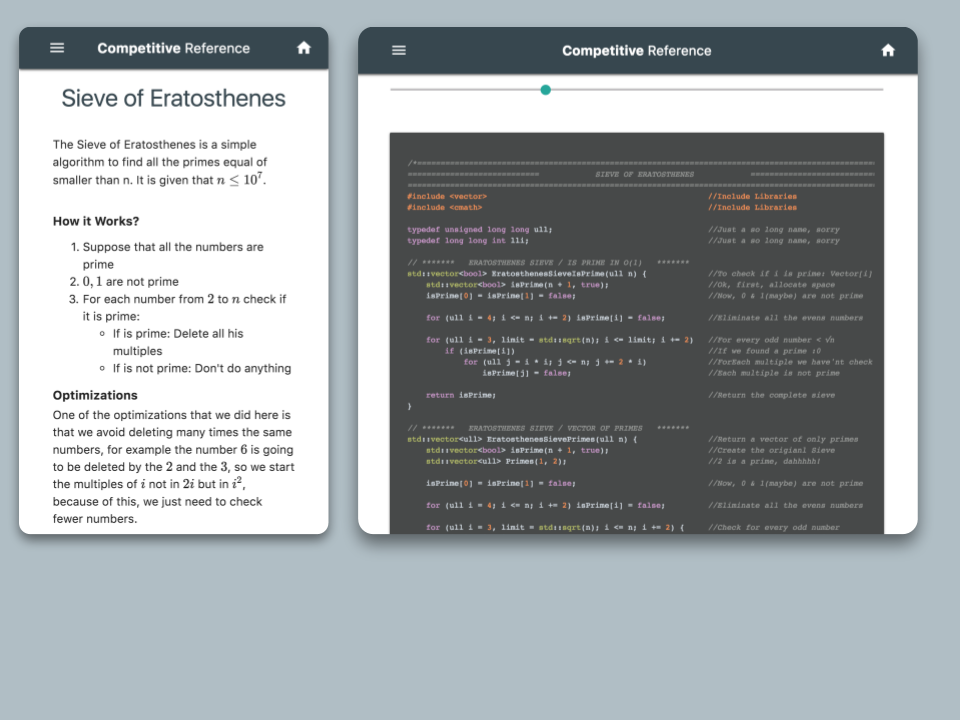 Competitive Reference
Sieve of Eratosthenes
The Sieve of Eratosthenes is a simple
algorithm to find all the primes equal of
smaller than n. It is given that n ≤ 10⁷.
How it Works?
1. Suppose that all the numbers are
prime
2. 0, 1 are not prime
3. For each number from 2 to n check if
it is prime:
◦ If is prime: Delete all his
multiples
◦ If is not prime: Don't do anything
Optimizations
One of the optimizations that we did here is
that we avoid deleting many times the same
numbers, for example the number 6 is going
to be deleted by the 2 and the 3, so we start
the multiples of i not in 2i but in i²,
because of this, we just need to check
fewer numbers.
Competitive Reference
/*==========================================================
============================ SIEVE OF ERATOSTHENES ==========================
==========================================================
#include <vector> //Include Libraries
#include <cmath> //Include Libraries
typedef unsigned long long ull; //Just a so long name, sorry
typedef long long int lli; //Just a so long name, sorry
// ******* ERATOSTHENES SIEVE / IS PRIME IN O(1) *******
std::vector<bool> EratosthenesSieveIsPrime(ull n) { //To check if i is prime: Vector[i]
std::vector<bool> isPrime(n + 1, true); //Ok, first, allocate space
isPrime[0] = isPrime[1] = false; //Now, 0 & 1(maybe) are not prime
for (ull i = 4; i <= n; i += 2) isPrime[i] = false; //Eliminate all the evens numbers
for (ull i = 3, limit = std::sqrt(n); i <= limit; i += 2) //For every odd number < √n
if (isPrime[i]) //If we found a prime :0
for (ull j = i * i; j <= n; j += 2 * i) //ForEach multiple we have'nt check
isPrime[j] = false; //Each multiple is not prime
return isPrime; //Return the complete sieve
}
// ******* ERATOSTHENES SIEVE / VECTOR OF PRIMES *******
std::vector<ull> EratosthenesSievePrimes(ull n) { //Return a vector of only primes
std::vector<bool> isPrime(n + 1, true); //Create the origianl Sieve
std::vector<ull> Primes(1, 2); //2 is a prime, dahhhhh!
isPrime[0] = isPrime[1] = false; //Now, 0 & 1(maybe) are not prime
for (ull i = 4; i <= n; i += 2) isPrime[i] = false; //Eliminate all the evens numbers
for (ull i = 3, limit = std::sqrt(n); i <= n; i += 2) { //Check for every odd number